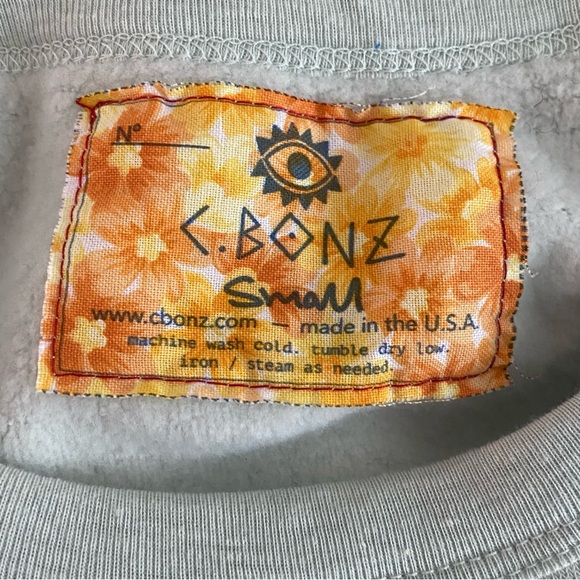 N°
C.BONZ
Small
www.cbonz.com — made in the U.S.A.
machine wash cold. tumble dry low.
iron / steam as needed.